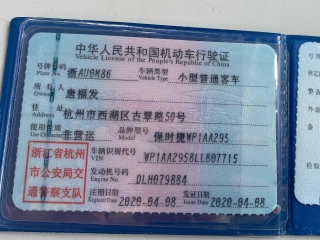 中华人民共和国机动车行驶证
Vehicle License of the People's Republic of China
号牌号码 浙AU0M86 车辆类型 小型普通客车
Plate No. Vehicle Type
所有人 唐掇发
Owner
住址 杭州市西湖区古翠路50号
Address
使用性质 非营运 品牌型号 保时捷WP1AA295
Use Character Model
浙江省杭州
市公安局交
通警察支队
车辆识别代号 WP1AA2958LLB07715
VIN
发动机号码 DLH079884
Engine No.
注册日期 2020-04-08 发证日期 2020-04-08
Register Date Issue Date